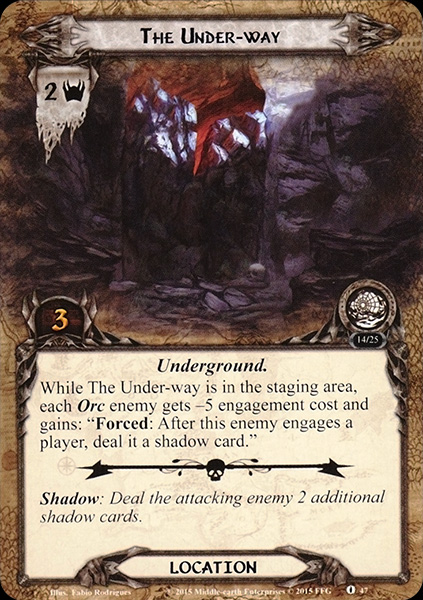 The Under-way
2
3
14/25
Underground.
While The Under-way is in the staging area,
each Orc enemy gets –5 engagement cost and
gains: “Forced: After this enemy engages a
player, deal it a shadow card.”
Shadow: Deal the attacking enemy 2 additional
shadow cards.
LOCATION
Illus. Fabio Rodrigues
© 2015 Middle-earth Enterprises © 2015 FFG
47